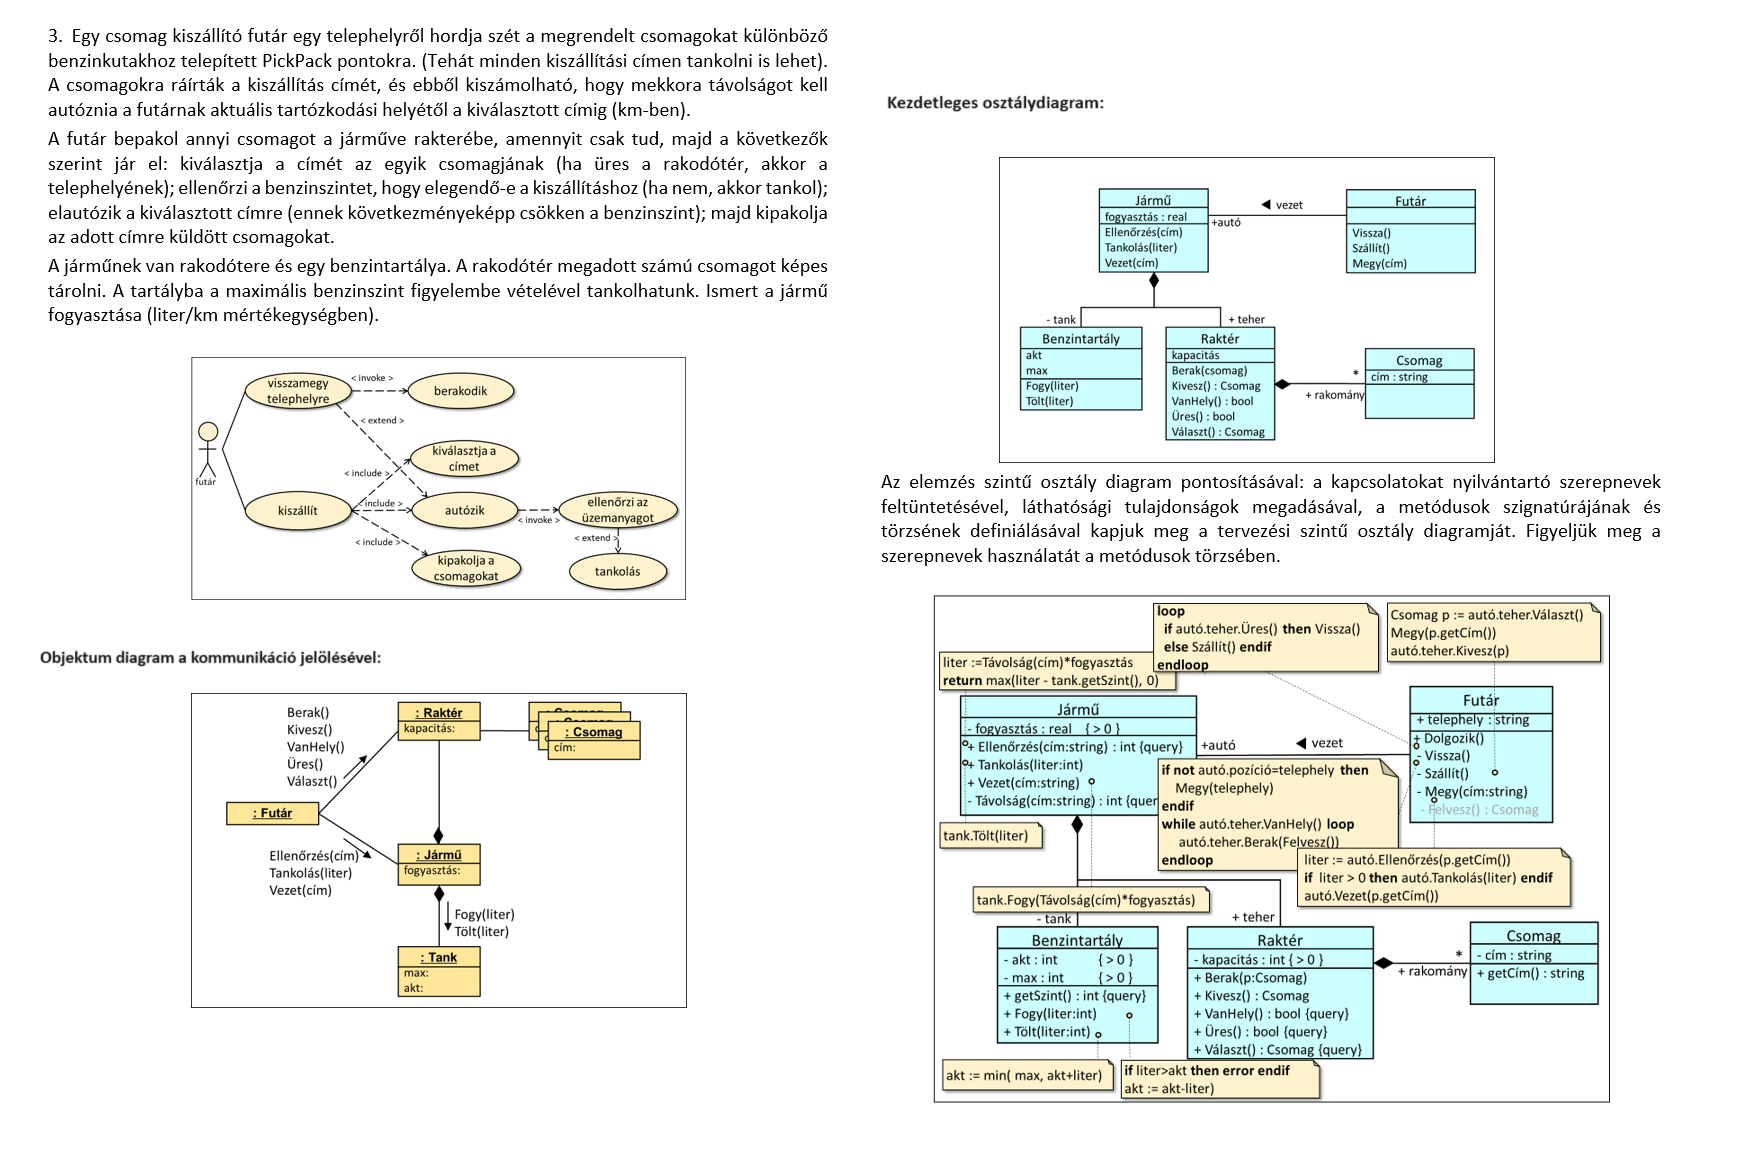 3. Egy csomag kiszállító futár egy telephelyről hordja szét a megrendelt csomagokat különböző
benzinkutakhoz telepített PickPack pontokra. (Tehát minden kiszállítási címen tankolni is lehet).
A csomagokra ráírták a kiszállítás címét, és ebből kiszámolható, hogy mekkora távolságot kell
autóznia a futárnak aktuális tartózkodási helyétől a kiválasztott címig (km-ben).
A futár bepakol annyi csomagot a járműve rakterébe, amennyit csak tud, majd a következők
szerint jár el: kiválasztja a címét az egyik csomagjának (ha üres a rakodótér, akkor a
telephelyének); ellenőrzi a benzinszintet, hogy elegendő-e a kiszállításhoz (ha nem, akkor tankol);
elautózik a kiválasztott címre (ennek következményeképp csökken a benzinszint); majd kipakolja
az adott címre küldött csomagokat.
A járműnek van rakodótere és egy benzintartálya. A rakodótér megadott számú csomagot képes
tárolni. A tartályba a maximális benzinszint figyelembe vételével tankolhatunk. Ismert a jármű
fogyasztása (liter/km mértékegységben).
visszamegy
telephelyre
< invoke >
berakodik
< extend >
kiválasztja a
címet
< include >
futár
kiszállít
< include >
autózik
< invoke >
ellenőrzi az
üzemanyagot
< include >
< extend >
kipakolja a
csomagokat
tankolás
Objektum diagram a kommunikáció jelölésével:
Berak()
Kivesz()
VanHely()
Üres()
Választ()
: Raktér
kapacitás:
: Csomag
cím:
: Futár
Ellenőrzés(cím)
Tankolás(liter)
Vezet(cím)
: Jármű
fogyasztás:
Fogy(liter)
Tölt(liter)
: Tank
max:
akt:
Kezdetleges osztálydiagram:
Jármű
fogyasztás : real
Ellenőrzés(cím)
Tankolás(liter)
Vezet(cím)
+autó
◀ vezet
Futár
Vissza()
Szállít()
Megy(cím)
- tank
+ teher
Benzintartály
akt
max
Fogy(liter)
Tölt(liter)
Raktér
kapacitás
Berak(csomag)
Kivesz() : Csomag
VanHely() : bool
Üres() : bool
Választ() : Csomag
*
+ rakomány
Csomag
cím : string
Az elemzés szintű osztály diagram pontosításával: a kapcsolatokat nyilvántartó szerepnevek
feltüntetésével, láthatósági tulajdonságok megadásával, a metódusok szignatúrájának és
törzsének definiálásával kapjuk meg a tervezési szintű osztály diagramját. Figyeljük meg a
szerepnevek használatát a metódusok törzsében.
loop
if autó.teher.Üres() then Vissza()
else Szállít() endif
endloop
Csomag p := autó.teher.Választ()
Megy(p.getCím())
autó.teher.Kivesz(p)
liter :=Távolság(cím)*fogyasztás
return max(liter - tank.getSzint(), 0)
Jármű
- fogyasztás : real { > 0 }
+ Ellenőrzés(cím:string) : int {query}
+ Tankolás(liter:int)
+ Vezet(cím:string)
- Távolság(cím:string) : int {quer
+autó
◀ vezet
Futár
+ telephely : string
+ Dolgozik()
- Vissza()
- Szállít()
- Megy(cím:string)
- Felvesz() : Csomag
if not autó.pozíció=telephely then
Megy(telephely)
endif
while autó.teher.VanHely() loop
autó.teher.Berak(Felvesz())
endloop
tank.Tölt(liter)
liter := autó.Ellenőrzés(p.getCím())
if liter > 0 then autó.Tankolás(liter) endif
autó.Vezet(p.getCím())
tank.Fogy(Távolság(cím)*fogyasztás)
- tank
+ teher
Benzintartály
- akt : int { > 0 }
- max : int { > 0 }
+ getSzint() : int {query}
+ Fogy(liter:int)
+ Tölt(liter:int)
Raktér
- kapacitás : int { > 0 }
+ Berak(p:Csomag)
+ Kivesz() : Csomag
+ VanHely() : bool {query}
+ Üres() : bool {query}
+ Választ() : Csomag {query}
*
+ rakomány
Csomag
- cím : string
+ getCím() : string
akt := min( max, akt+liter)
if liter>akt then error endif
akt := akt-liter)